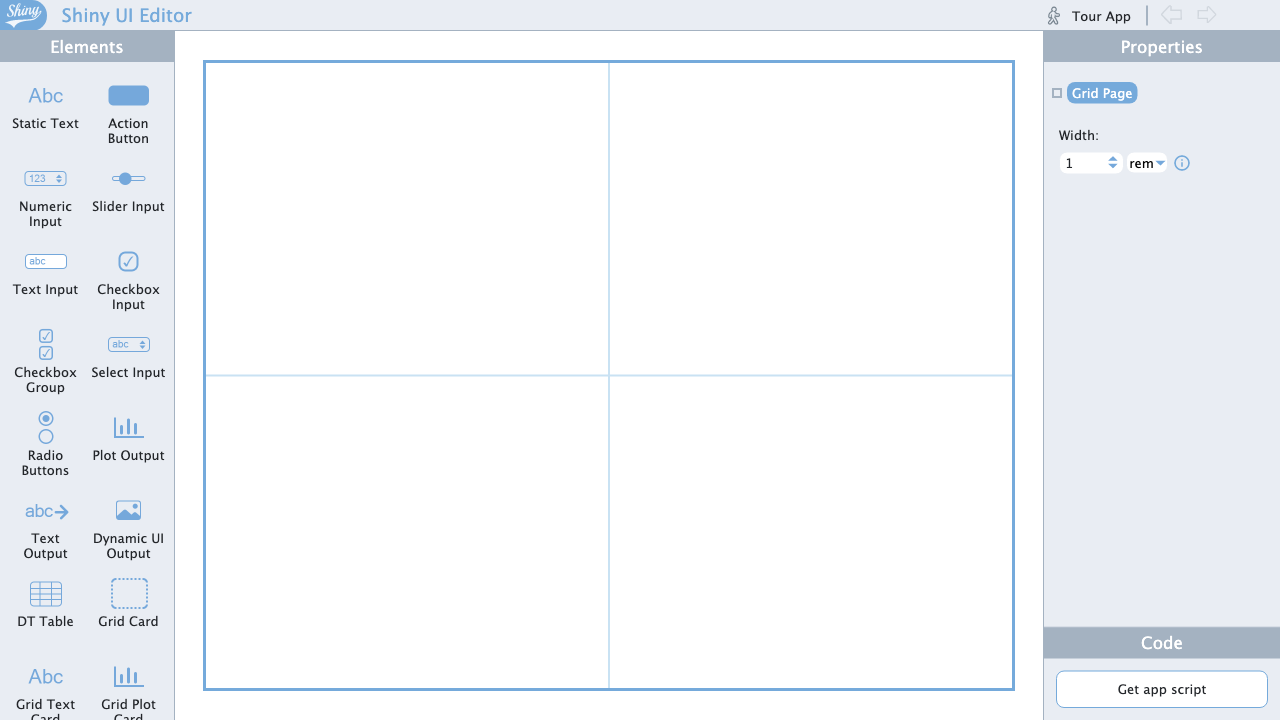 Shiny
Shiny UI Editor
Tour App
Elements
Properties
Abc
Static Text
Action
Button
123
Numeric
Input
Slider Input
abc
Text Input
Checkbox
Input
Checkbox
Group
abc
Select Input
Radio
Buttons
Plot Output
abc
Text
Output
Dynamic UI
Output
DT Table
Grid Card
Abc
Grid Text
Card
Grid Plot
Card
Grid Page
Width:
1
rem
Code
Get app script